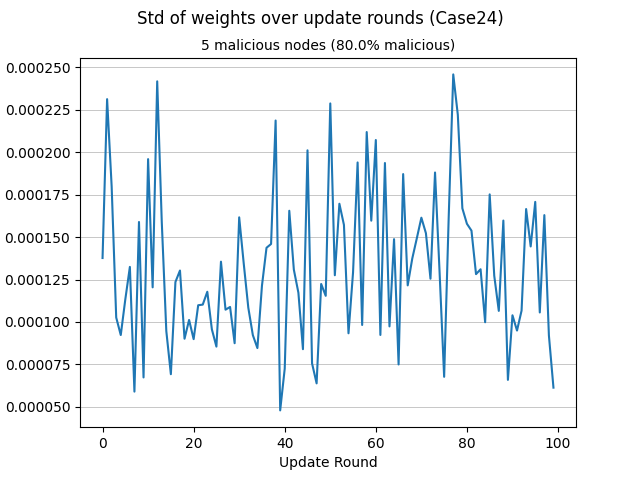 Std of weights over update rounds (Case24)
5 malicious nodes (80.0% malicious)
0.000250
0.000225
0.000200
0.000175
0.000150
0.000125
0.000100
0.000075
0.000050
0 20 40 60 80 100
Update Round